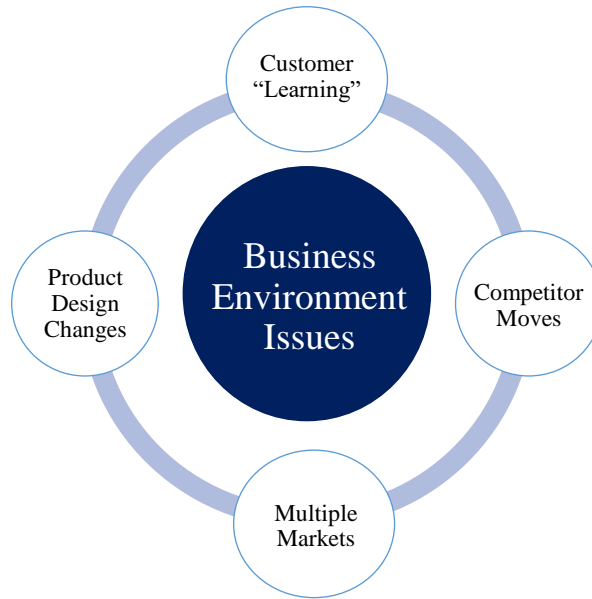 Customer
“Learning”
Business
Environment
Issues
Product
Design
Changes
Competitor
Moves
Multiple
Markets